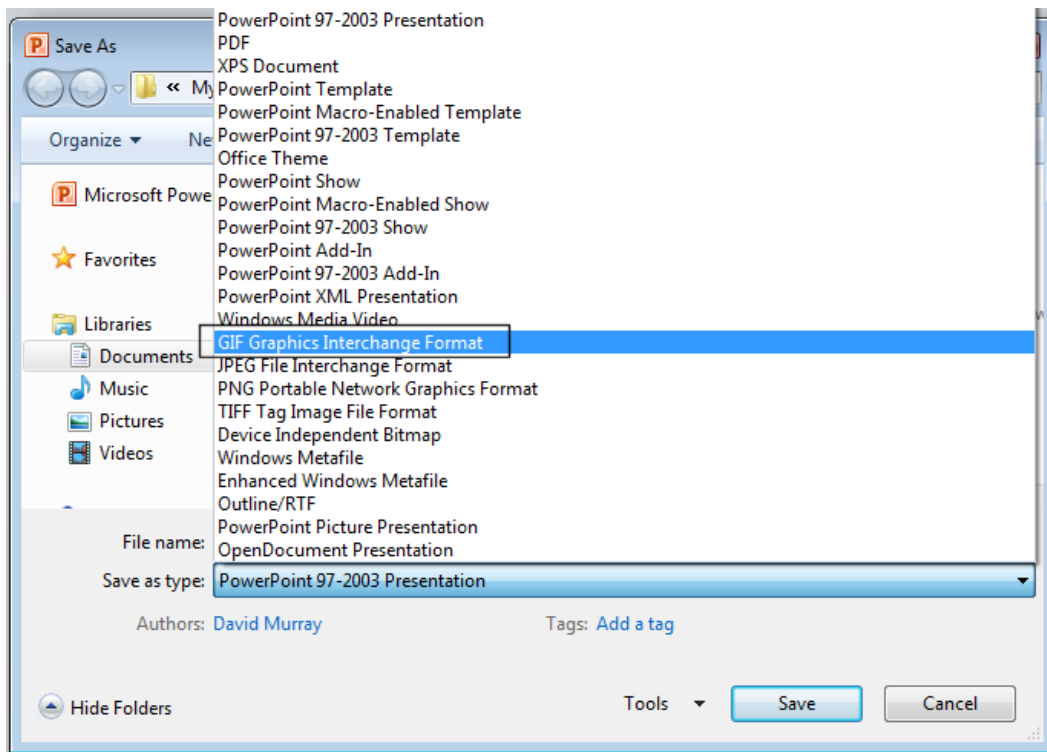 PowerPoint 97-2003 Presentation
Save As
PDF
XPS Document
« My
PowerPoint Template
PowerPoint Macro-Enabled Template
Organize
Ne
PowerPoint 97-2003 Template
Office Theme
PowerPoint Show
Microsoft Powe
PowerPoint Macro-Enabled Show
PowerPoint 97-2003 Show
PowerPoint Add-In
Favorites
PowerPoint 97-2003 Add-In
PowerPoint XML Presentation
Windows Media Video
Libraries
GIF Graphics Interchange Format
Documents
JPEG File Interchange Format
Music
PNG Portable Network Graphics Format
TIFF Tag Image File Format
Pictures
Device Independent Bitmap
Videos
Windows Metafile
Enhanced Windows Metafile
Outline/RTF
PowerPoint Picture Presentation
File name:
OpenDocument Presentation
Save as type: PowerPoint 97-2003 Presentation
Authors: David Murray Tags: Add a tag
Hide Folders Tools Save Cancel